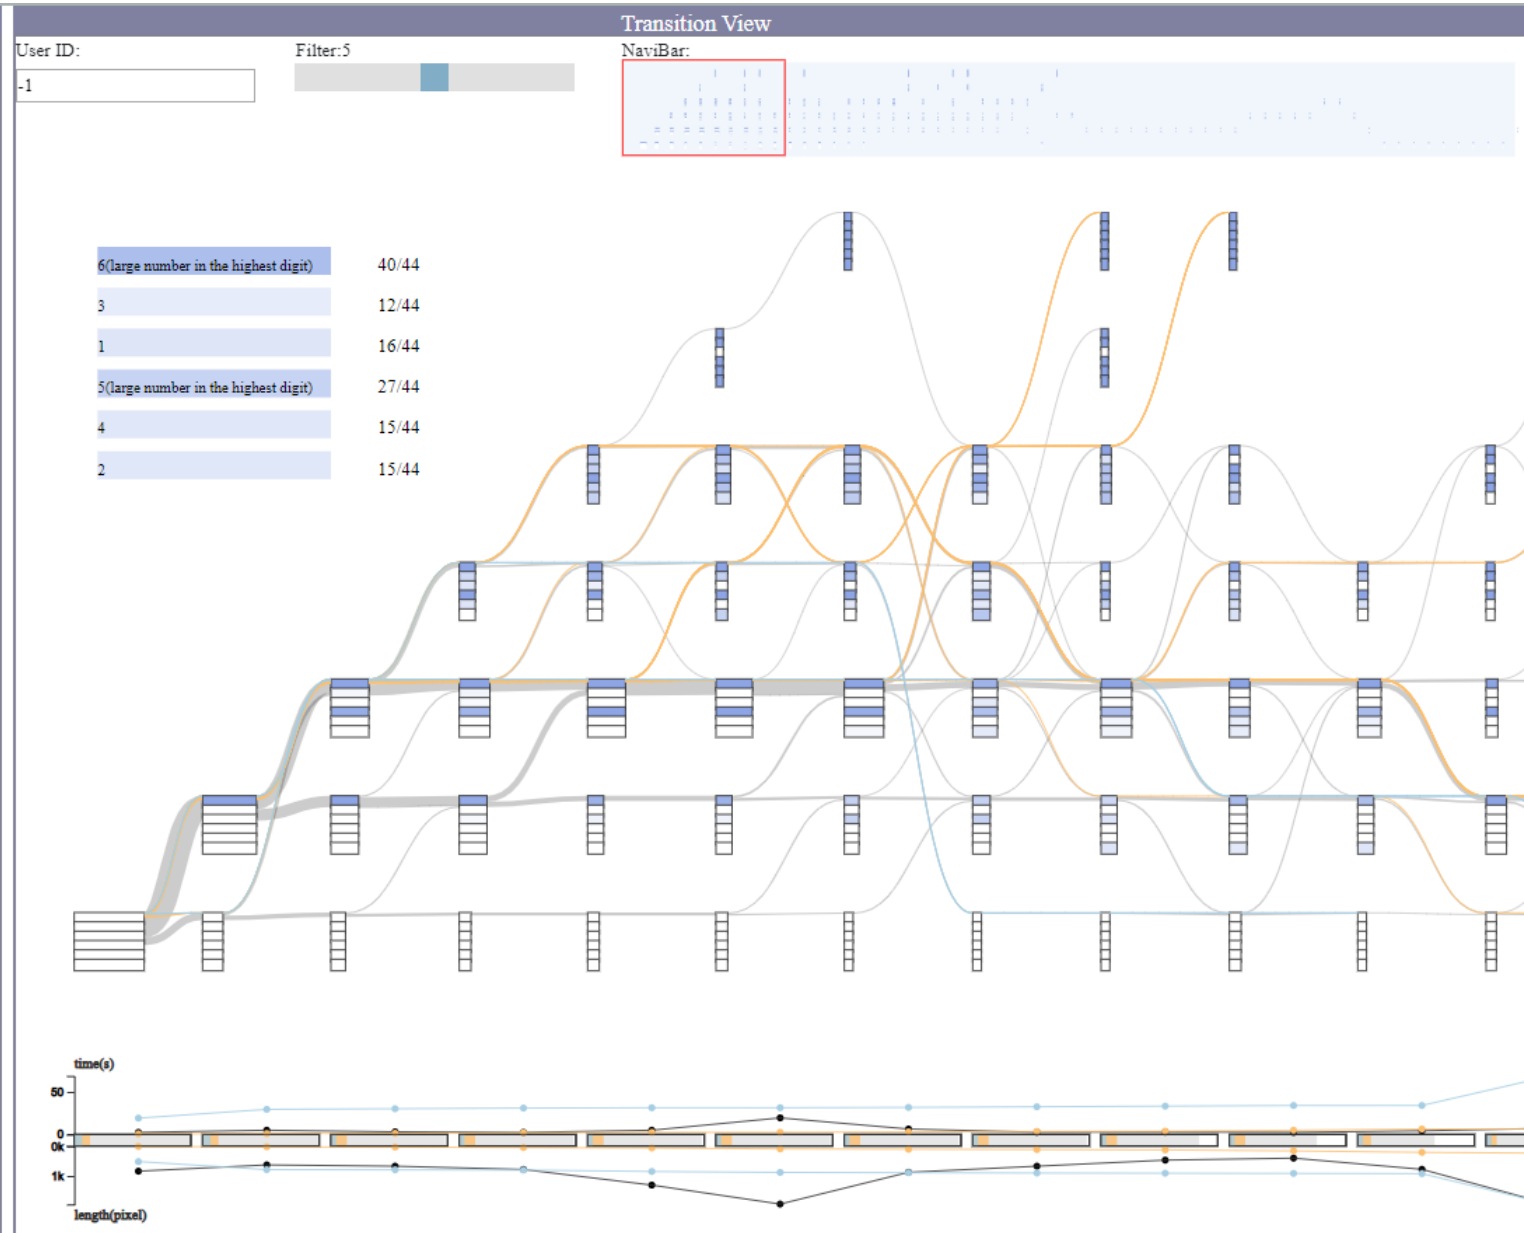 Transition View
User ID:
Filter:5
NaviBar:
-1
6(large number in the highest digit) 40/44
3 12/44
1 16/44
5(large number in the highest digit) 27/44
4 15/44
2 15/44
time(s)
50
0
0k
1k
length(pixel)